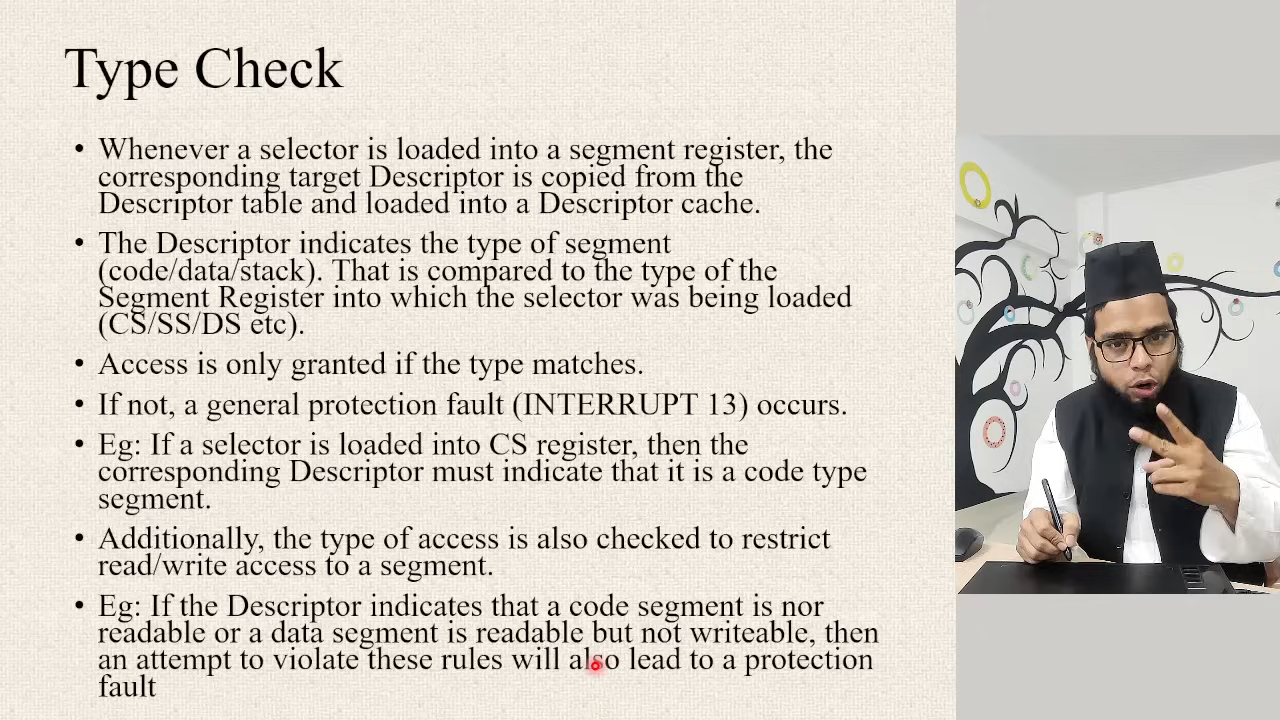 Type Check
• Whenever a selector is loaded into a segment register, the
corresponding target Descriptor is copied from the
Descriptor table and loaded into a Descriptor cache.
• The Descriptor indicates the type of segment
(code/data/stack). That is compared to the type of the
Segment Register into which the selector was being loaded
(CS/SS/DS etc).
• Access is only granted if the type matches.
• If not, a general protection fault (INTERRUPT 13) occurs.
• Eg: If a selector is loaded into CS register, then the
corresponding Descriptor must indicate that it is a code type
segment.
• Additionally, the type of access is also checked to restrict
read/write access to a segment.
• Eg: If the Descriptor indicates that a code segment is nor
readable or a data segment is readable but not writeable, then
an attempt to violate these rules will also lead to a protection
fault